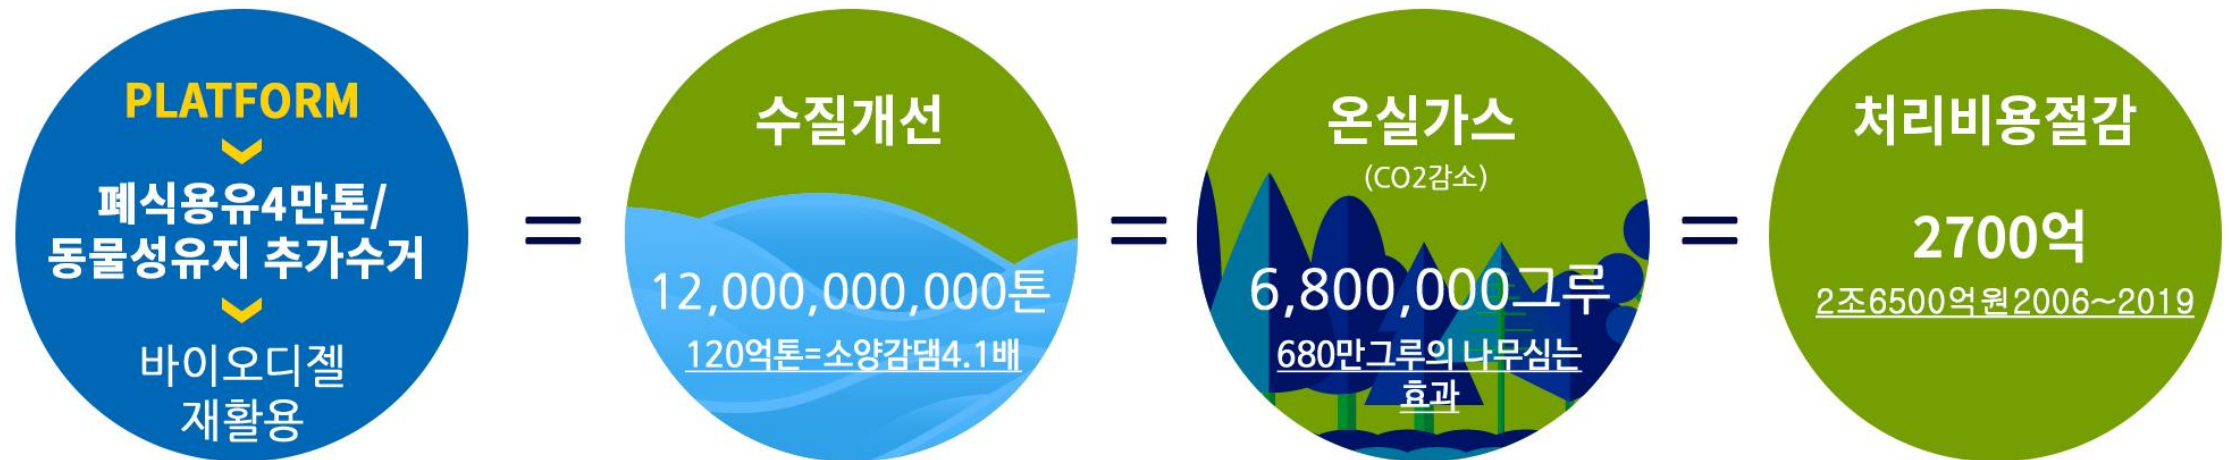 PLATFORM
폐식용유4만톤/
동물성유지 추가수거
바이오디젤
재활용
=
수질개선
12,000,000,000톤
120억톤=소양감댐4.1배
=
온실가스
(CO2감소)
6,800,000그루
680만그루의 나무심는
효과
=
처리비용절감
2700억
2조6500억원2006~2019